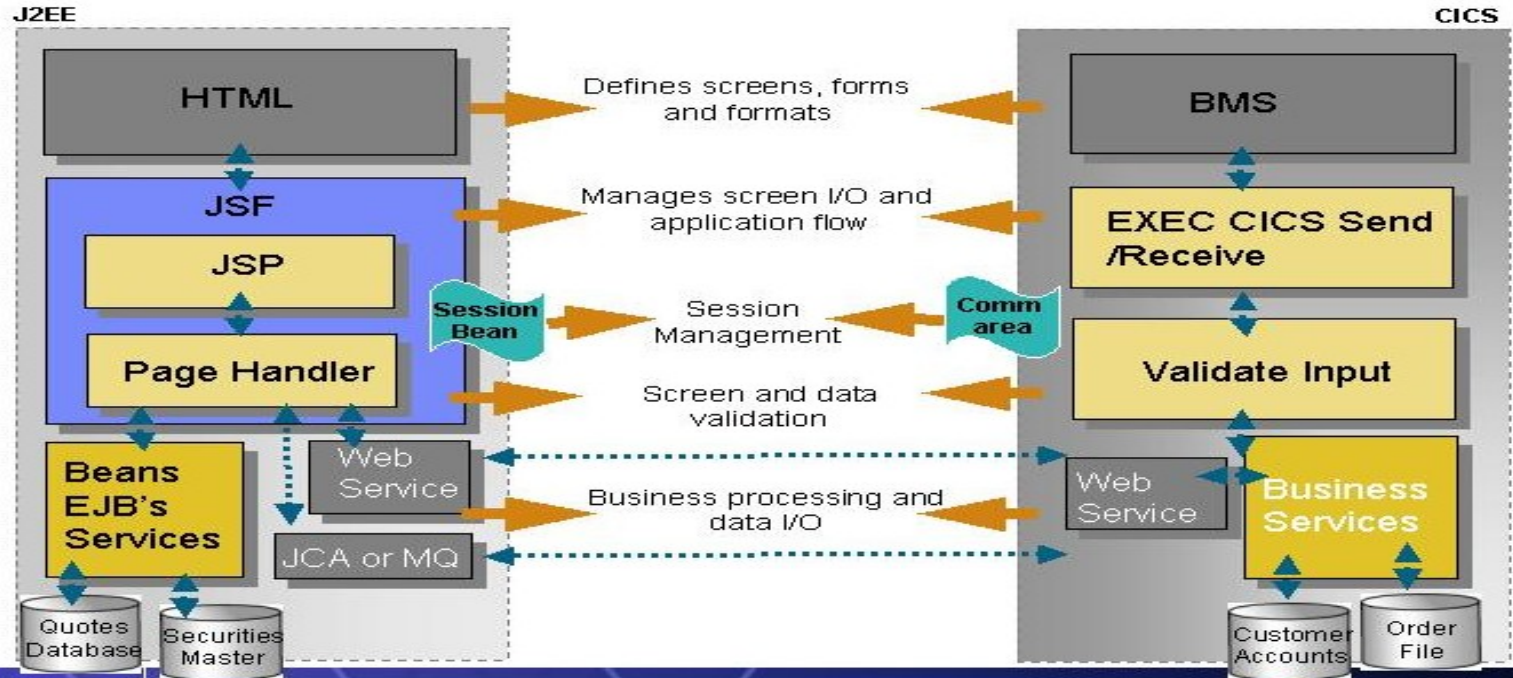 J2EE
CICS
HTML
Defines screens, forms
and formats
BMS
JSF
Manages screen I/O and
application flow
EXEC CICS Send
/Receive
JSP
Session
Bean
Session
Management
Comm
area
Page Handler
Screen and data
validation
Validate Input
Beans
EJB's
Services
Web
Service
Business processing and
data I/O
Web
Service
Business
Services
JCA or MQ
Quotes
Database
Securities
Master
Customer
Accounts
Order
File